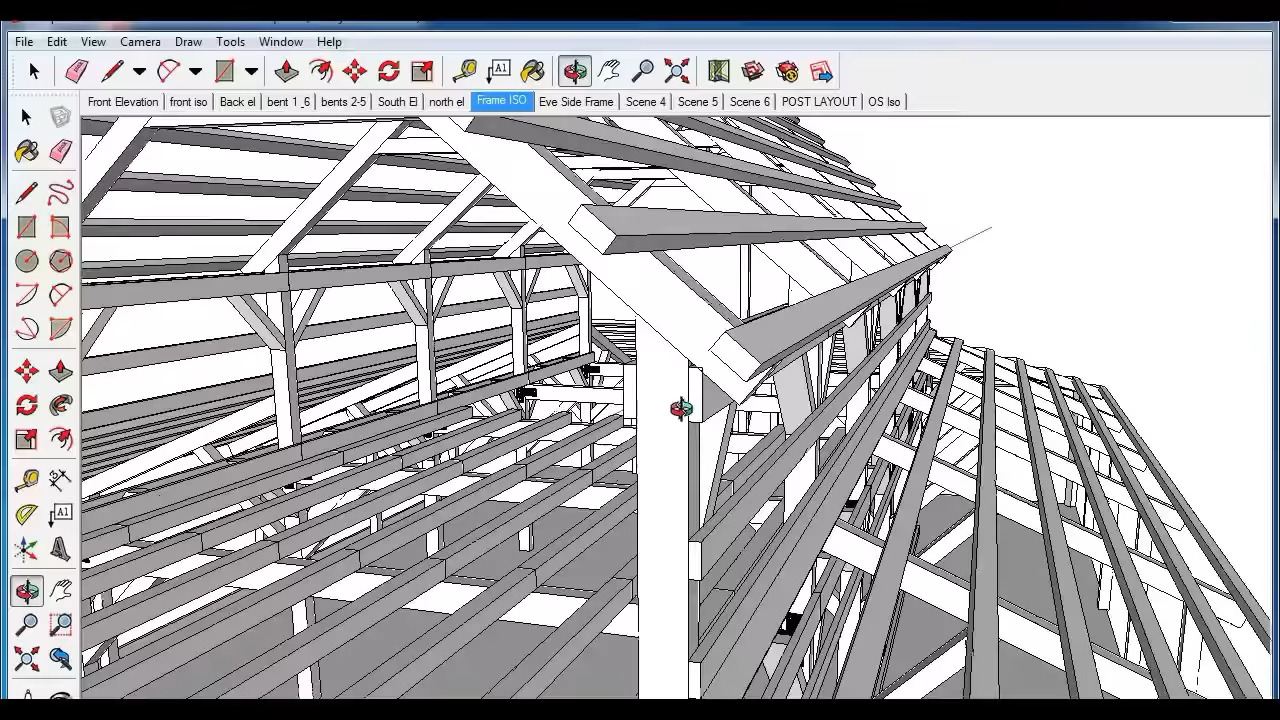 File Edit View Camera Draw Tools Window Help
A1
Front Elevation front iso Back el bent 1_6 bents 2-5 South El north el Frame ISO Eve Side Frame Scene 4 Scene 5 Scene 6 POST LAYOUT OS Iso
A1